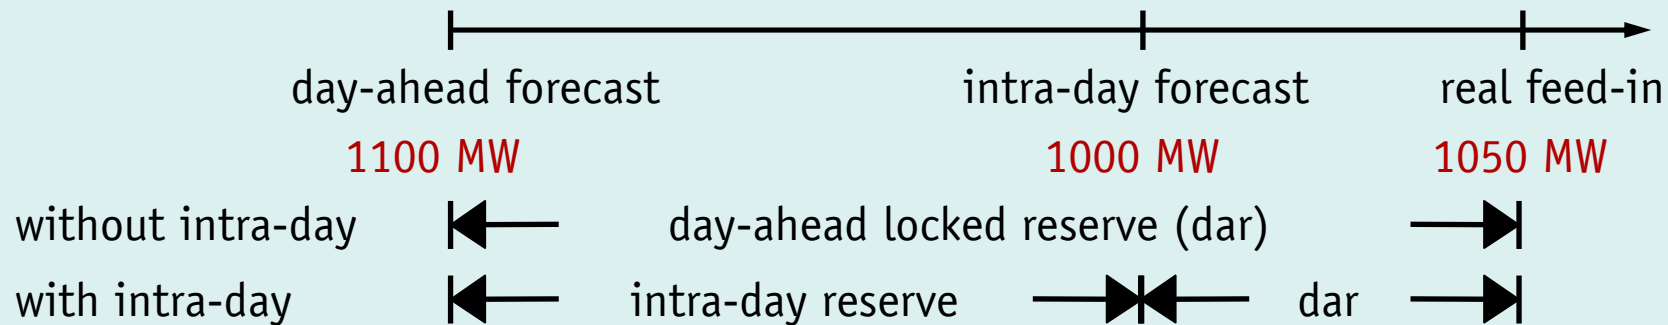 day-ahead forecast intra-day forecast real feed-in
1100 MW 1000 MW 1050 MW
without intra-day day-ahead locked reserve (dar)
with intra-day intra-day reserve dar